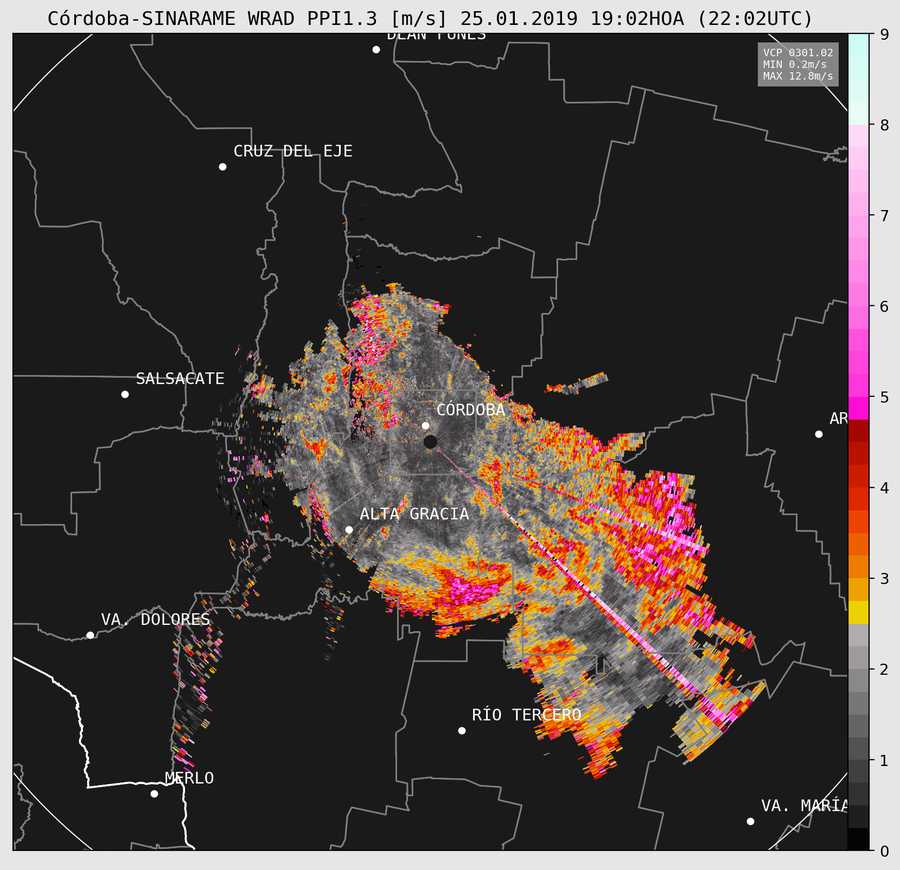 Córdoba-SINARAME WRAD PPI1.3 [m/s] 25.01.2019 19:02HOA (22:02UTC)
DEAN FUNES
VCP 0301.02
MIN 0.2m/s
MAX 12.8m/s
CRUZ DEL EJE
SALSACATE
CÓRDOBA
AR
ALTA GRACIA
VA. DOLORES
RÍO TERCERO
MERLO
VA. MARÍA
9
8
7
6
5
4
3
2
1
0